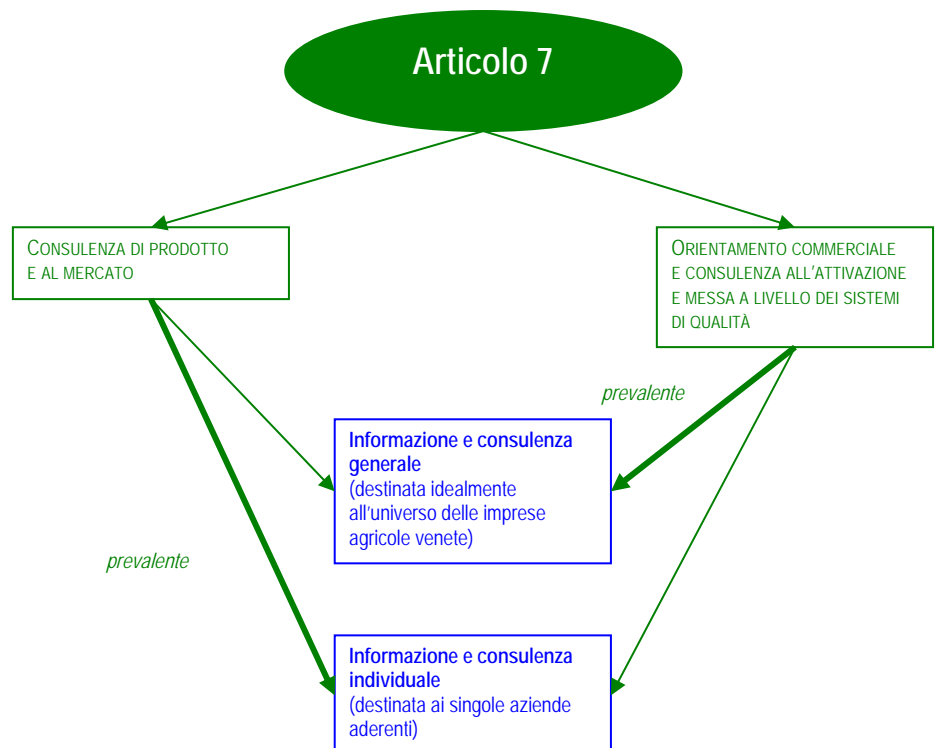 Articolo 7
CONSULENZA DI PRODOTTO
E AL MERCATO
ORIENTAMENTO COMMERCIALE
E CONSULENZA ALL'ATTIVAZIONE
E MESSA A LIVELLO DEI SISTEMI
DI QUALITÀ
prevalente
Informazione e consulenza
generale
(destinata idealmente
all'universo delle imprese
agricole venete)
prevalente
Informazione e consulenza
individuale
(destinata ai singole aziende
aderenti)